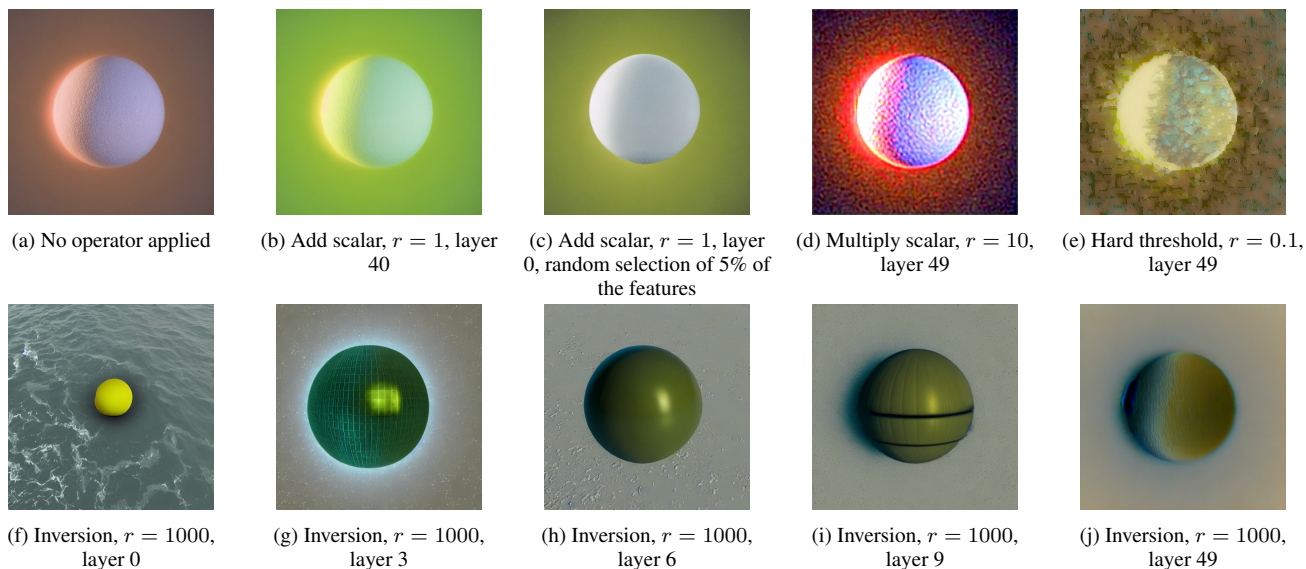 (a) No operator applied
(b) Add scalar, r = 1, layer
40
(c) Add scalar, r = 1, layer
0, random selection of 5% of
the features
(d) Multiply scalar, r = 10,
layer 49
(e) Hard threshold, r = 0.1,
layer 49
(f) Inversion, r = 1000,
layer 0
(g) Inversion, r = 1000,
layer 3
(h) Inversion, r = 1000,
layer 6
(i) Inversion, r = 1000,
layer 9
(j) Inversion, r = 1000,
layer 49